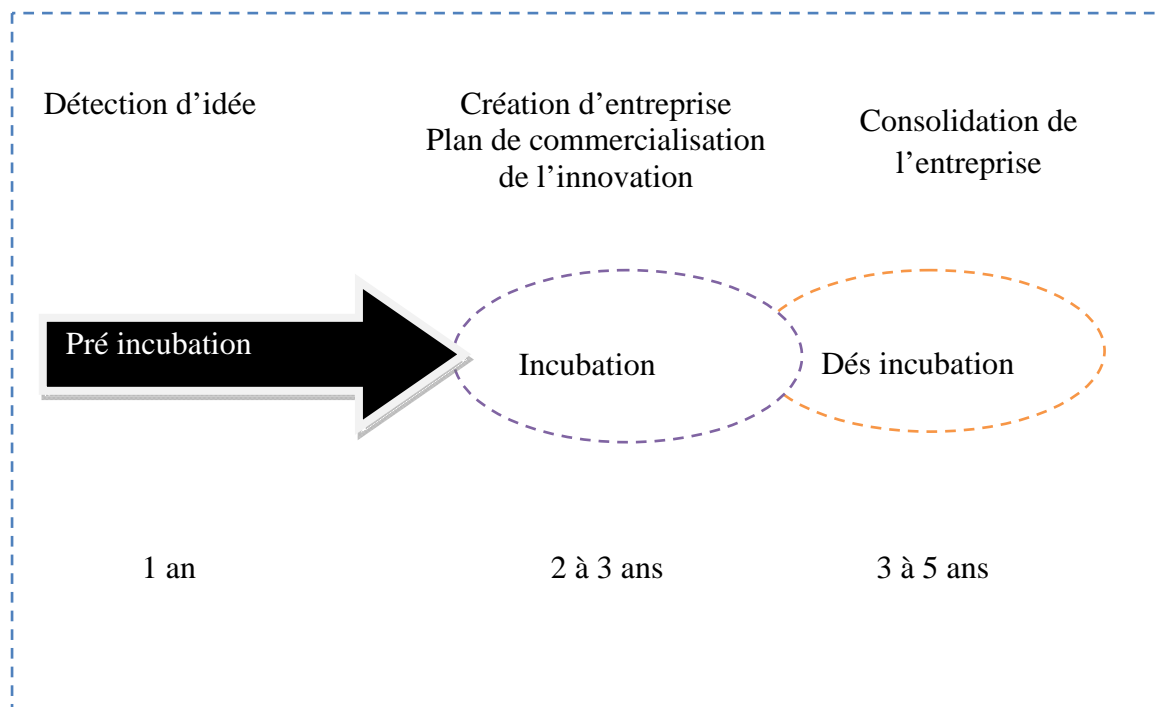 Détection d’idée
Création d’entreprise
Plan de commercialisation
de l’innovation
Consolidation de
l’entreprise
Pré incubation
Incubation
Dés incubation
1 an
2 à 3 ans
3 à 5 ans